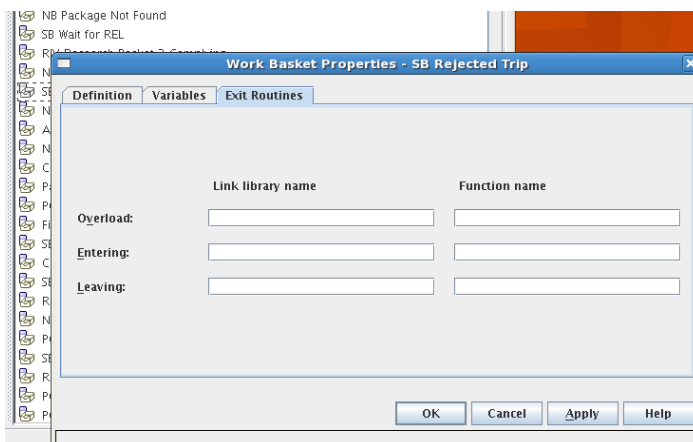 NB Package Not Found
SB Wait for REL
Work Basket Properties - SB Rejected Trip
Definition Variables Exit Routines
Link library name Function name
Overload:
Entering:
Leaving:
OK Cancel Apply Help